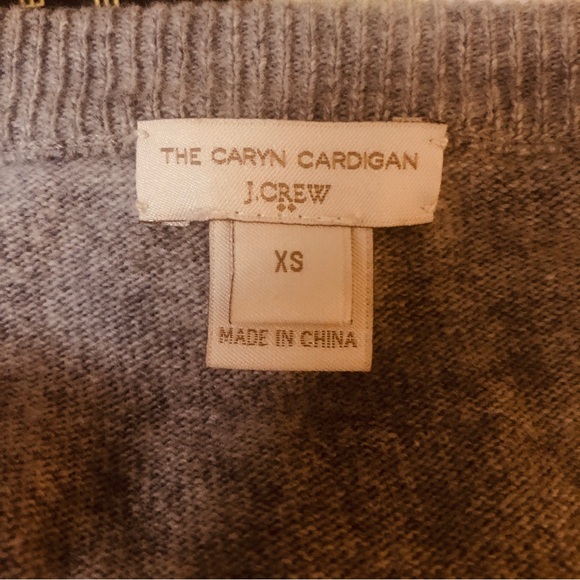 THE CARYN CARDIGAN
J.CREW
XS
MADE IN CHINA